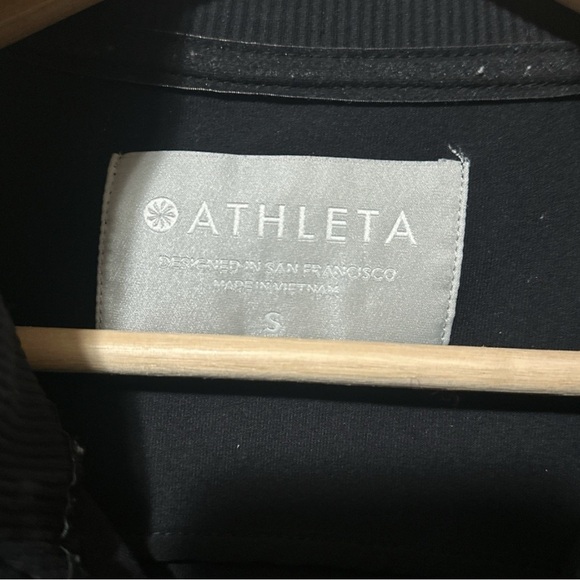 ATHLETA
DESIGNED IN SAN FRANCISCO
MADE IN VIETNAM
S